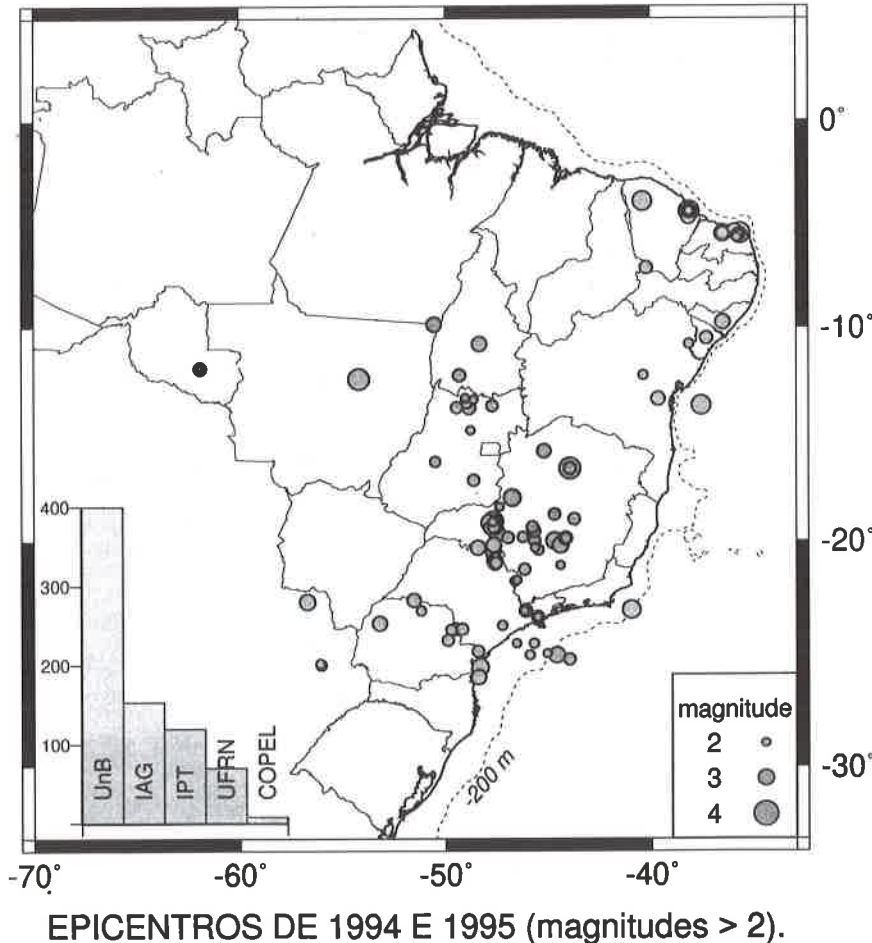 0°
-10°
-20°
-30°
400
300
200
100
UnB
IAG
IPT
UFRN
COPEL
-200 m
magnitude
2
3
4
-70°
-60°
-50°
-40°
EPICENTROS DE 1994 E 1995 (magnitudes > 2).